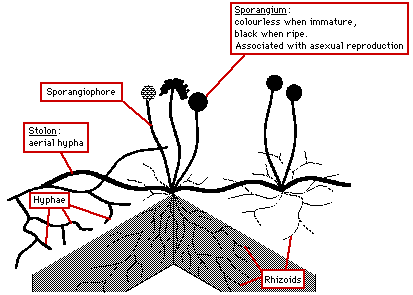 Sporangium:
colourless when immature,
black when ripe.
Associated with asexual reproduction
Sporangiophore
Stolon:
aerial hypha
Hyphae
Rhizoids